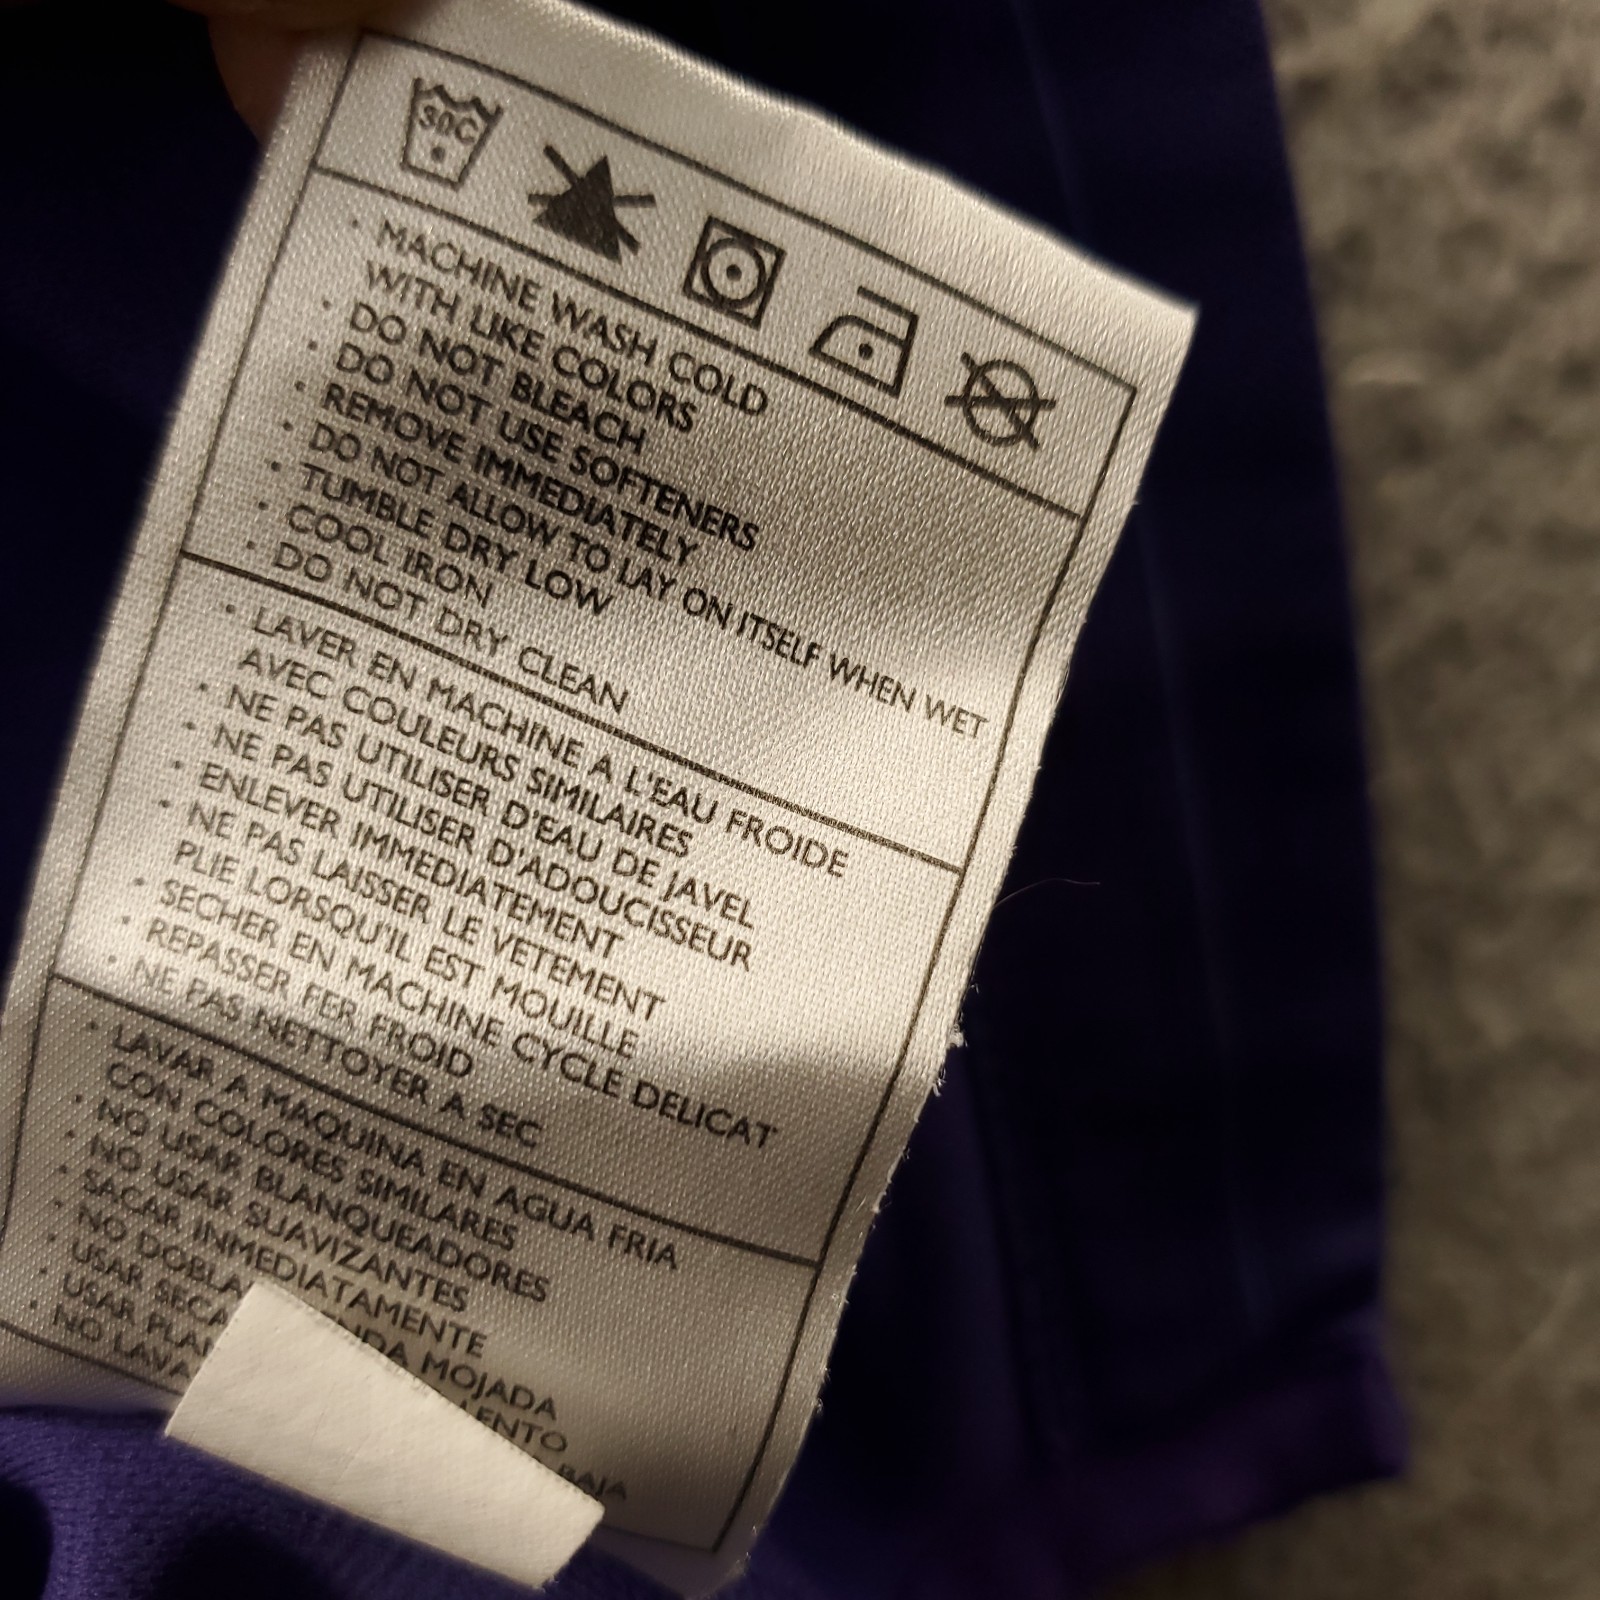 30C
· MACHINE WASH COLD
WITH LIKE COLORS
· DO NOT BLEACH
· DO NOT USE SOFTENERS
· REMOVE IMMEDIATELY
· DO NOT ALLOW TO LAY ON ITSELF WHEN WET
· TUMBLE DRY LOW
· COOL IRON
· DO NOT DRY CLEAN
· LAVER EN MACHINE A L'EAU FROIDE
AVEC COULEURS SIMILAIRES
· NE PAS UTILISER D'EAU DE JAVEL
· NE PAS UTILISER D'ADOUCISSEUR
· ENLEVER IMMEDIATEMENT
· NE PAS LAISSER LE VETEMENT
PLIE LORSQU'IL EST MOUILLE
· SECHER EN MACHINE CYCLE DELICAT
· REPASSER FER FROID
· NE PAS NETTOYER A SEC
· LAVAR A MAQUINA EN AGUA FRIA
CON COLORES SIMILARES
· NO USAR BLANQUEADORES
· NO USAR SUAVIZANTES
· SACAR INMEDIATAMENTE
· NO MOJADA
· USAR
· USAR BAJA
· NO